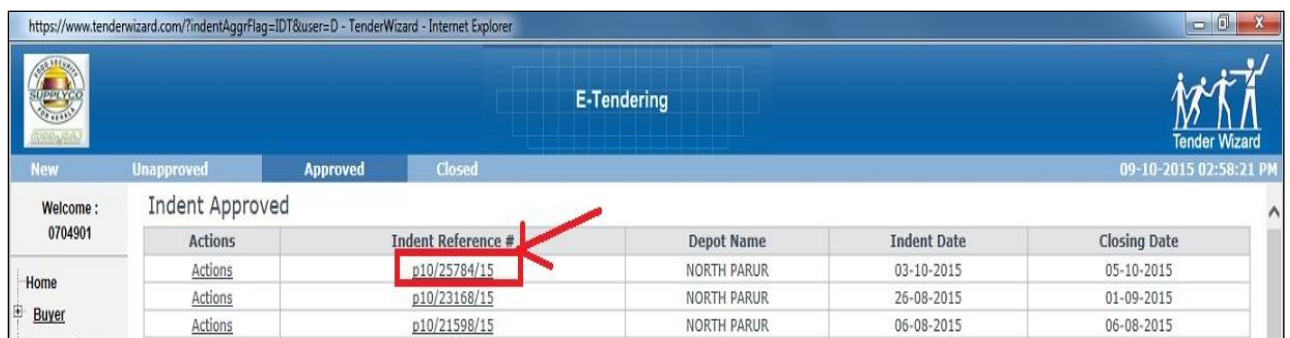 https://www.tenderwizard.com/?indentAggrFlag=IDT&user=D - TenderWizard - Internet Explorer
FOOD SECURITY
SUPPLYCO
FOR KERALA
E-Tendering
Tender Wizard
New Unapproved Approved Closed 09-10-2015 02:58:21 PM
Welcome : Indent Approved
0704901
Actions Indent Reference # Depot Name Indent Date Closing Date
Actions p10/25784/15 NORTH PARUR 03-10-2015 05-10-2015
Home
Actions p10/23168/15 NORTH PARUR 26-08-2015 01-09-2015
Buyer
Actions p10/21598/15 NORTH PARUR 06-08-2015 06-08-2015